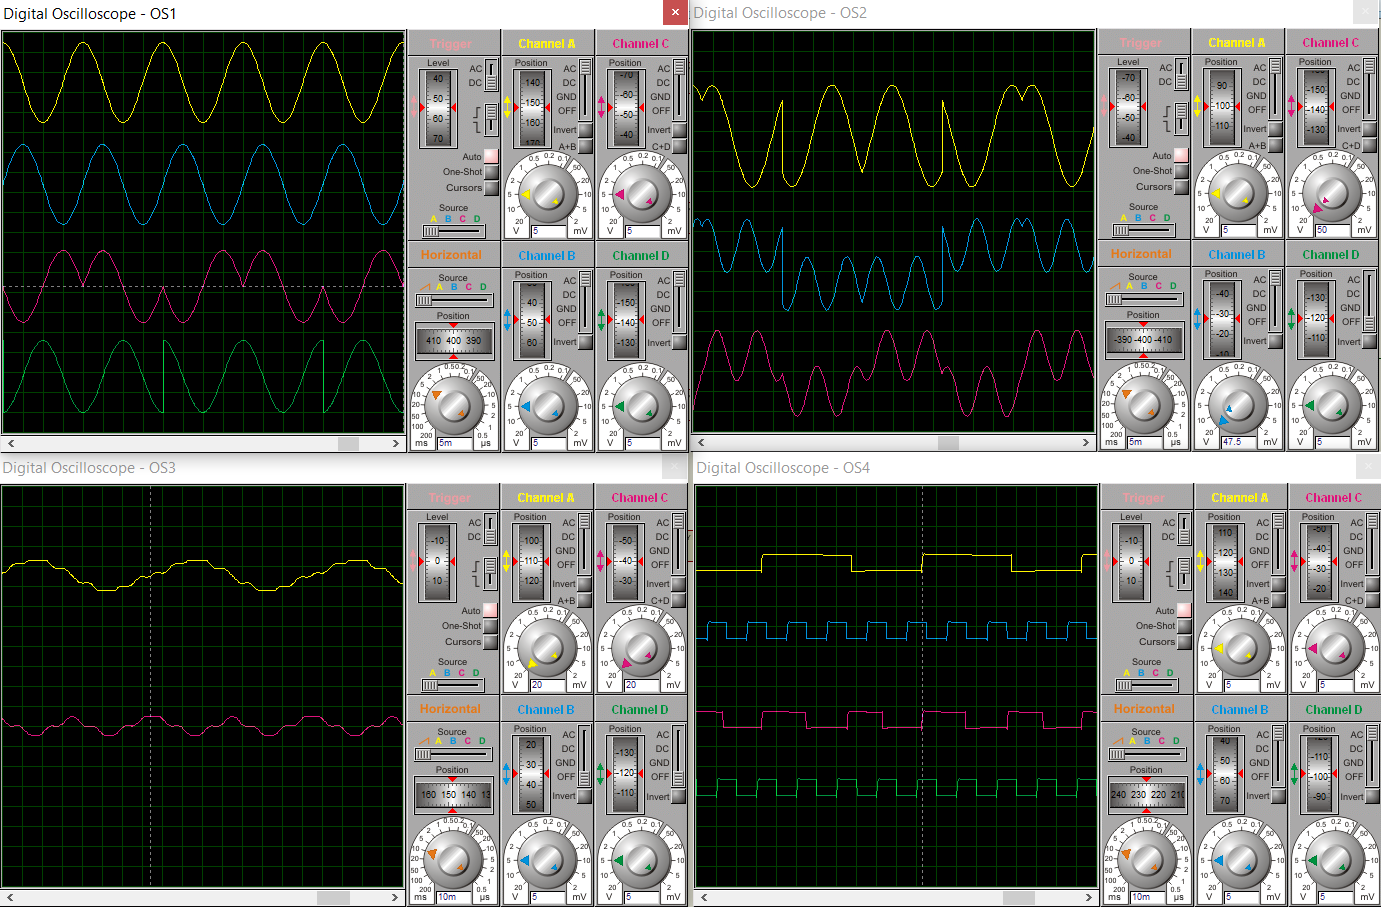 Digital Oscilloscope - OS1
Trigger
Level
40
50
60
70
AC
DC
Auto
One-Shot
Cursors
Source
A B C D
Channel A
Position
140
150
160
170
AC
DC
GND
OFF
Invert
A+B
V 5 mV
Channel C
Position
-70
-60
-50
-40
AC
DC
GND
OFF
Invert
C+D
V 5 mV
Horizontal
Source
A B C D
Position
410 400 390
ms 5m µs
Channel B
Position
40
50
60
AC
DC
GND
OFF
Invert
V 5 mV
Channel D
Position
-150
-140
-130
AC
DC
GND
OFF
Invert
V 5 mV
Digital Oscilloscope - OS2
Trigger
Level
-70
-60
-50
-40
AC
DC
Auto
One-Shot
Cursors
Source
A B C D
Channel A
Position
90
100
110
AC
DC
GND
OFF
Invert
A+B
V 5 mV
Channel C
Position
-150
-140
-130
AC
DC
GND
OFF
Invert
C+D
V 50 mV
Horizontal
Source
A B C D
Position
-390 -400 -410
ms 5m µs
Channel B
Position
-40
-30
-20
-10
AC
DC
GND
OFF
Invert
V 47.5 mV
Channel D
Position
-130
-120
-110
AC
DC
GND
OFF
Invert
V 5 mV
Digital Oscilloscope - OS3
Trigger
Level
-10
0
10
AC
DC
Auto
One-Shot
Cursors
Source
A B C D
Channel A
Position
100
110
120
AC
DC
GND
OFF
Invert
A+B
V 20 mV
Channel C
Position
-50
-40
-30
AC
DC
GND
OFF
Invert
C+D
V 20 mV
Horizontal
Source
A B C D
Position
160 150 140 13
ms 10m µs
Channel B
Position
20
30
40
50
AC
DC
GND
OFF
Invert
V 5 mV
Channel D
Position
-130
-120
-110
AC
DC
GND
OFF
Invert
V 5 mV
Digital Oscilloscope - OS4
Trigger
Level
-10
0
10
AC
DC
Auto
One-Shot
Cursors
Source
A B C D
Channel A
Position
110
120
130
140
AC
DC
GND
OFF
Invert
A+B
V 5 mV
Channel C
Position
-50
-40
-30
-20
AC
DC
GND
OFF
Invert
C+D
V 5 mV
Horizontal
Source
A B C D
Position
240 230 220 210
ms 10m µs
Channel B
Position
40
50
60
70
AC
DC
GND
OFF
Invert
V 5 mV
Channel D
Position
-120
-110
-100
-90
AC
DC
GND
OFF
Invert
V 5 mV